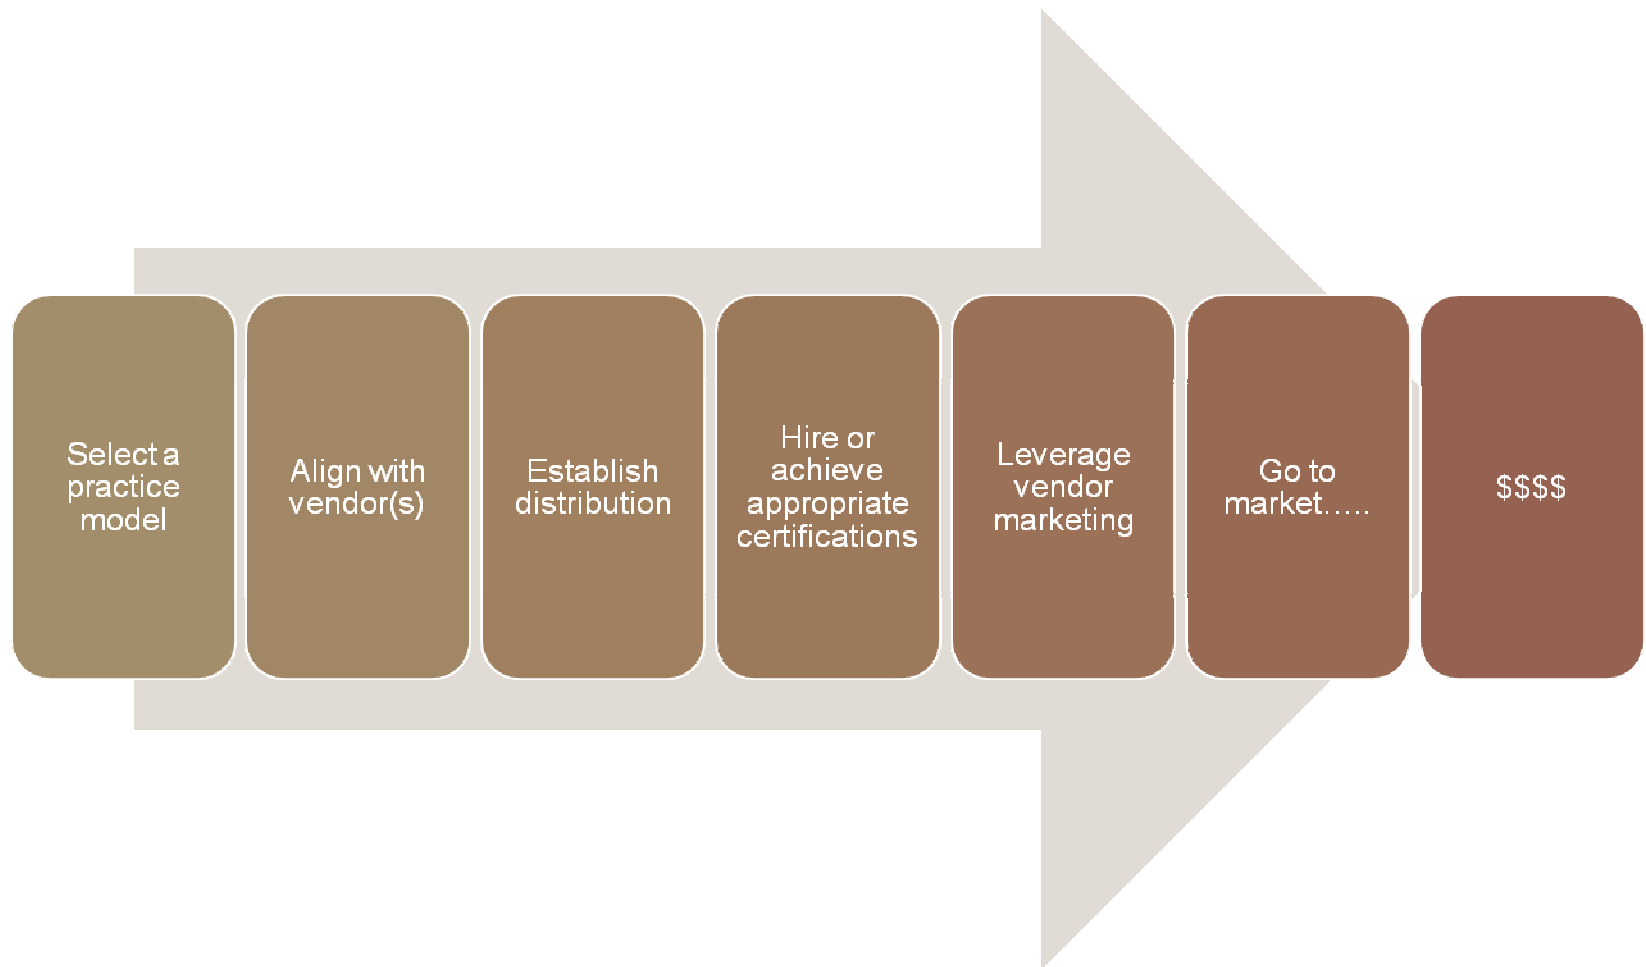 Select a
practice
model
Align with
vendor(s)
Establish
distribution
Hire or
achieve
appropriate
certifications
Leverage
vendor
marketing
Go to
market.....
$$$$